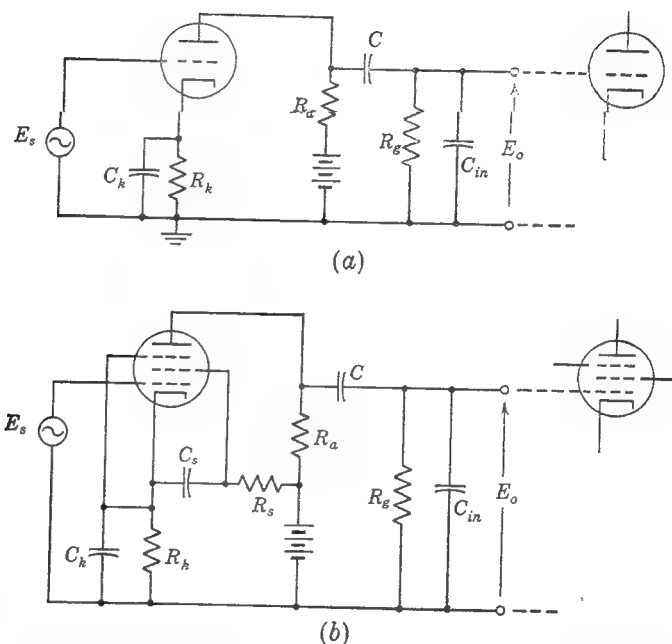 C
E_s
R_a
R_g
C_in
E_o
C_k
R_k
(a)
C
E_s
R_a
C_s
R_s
R_g
C_in
E_o
C_k
R_k
(b)